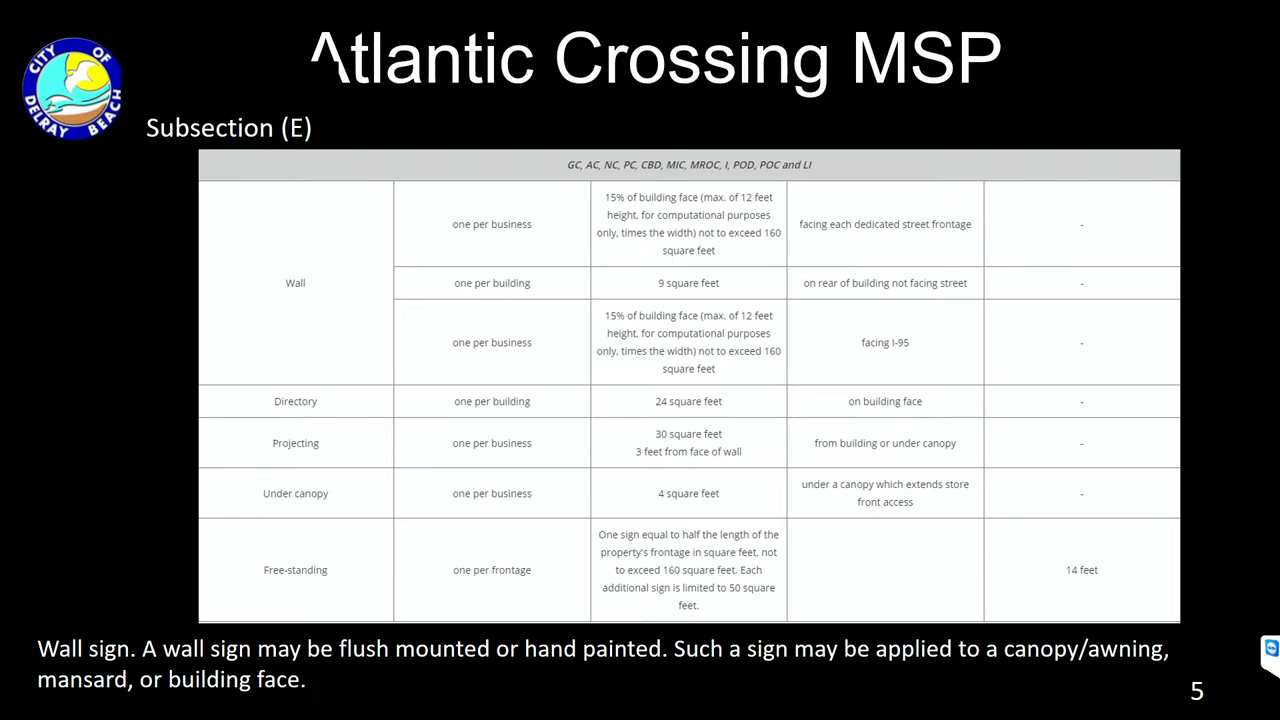 Atlantic Crossing MSP
CITY OF
DELRAY BEACH
Subsection (E)
GC, AC, NC, PC, CBD, MIC, MROC, I, POD, POC and LI
Wall
one per business
15% of building face (max. of 12 feet
height, for computational purposes
only, times the width) not to exceed 160
square feet
facing each dedicated street frontage
-
one per building
9 square feet
on rear of building not facing street
-
one per business
15% of building face (max. of 12 feet
height, for computational purposes
only, times the width) not to exceed 160
square feet
facing I-95
-
Directory
one per building
24 square feet
on building face
-
Projecting
one per business
30 square feet
3 feet from face of wall
from building or under canopy
-
Under canopy
one per business
4 square feet
under a canopy which extends store
front access
-
Free-standing
one per frontage
One sign equal to half the length of the
property's frontage in square feet, not
to exceed 160 square feet. Each
additional sign is limited to 50 square
feet.
14 feet
Wall sign. A wall sign may be flush mounted or hand painted. Such a sign may be applied to a canopy/awning,
mansard, or building face.
5